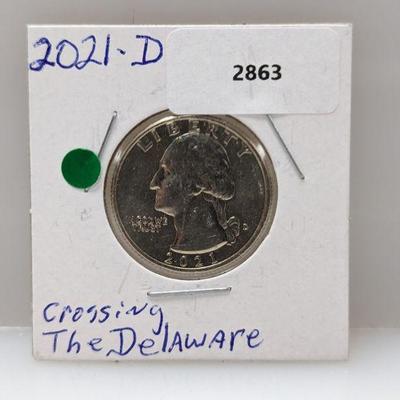 2021-D
2863
LIBERTY
IN GOD WE
TRUST
D
2021
Crossing
The Delaware